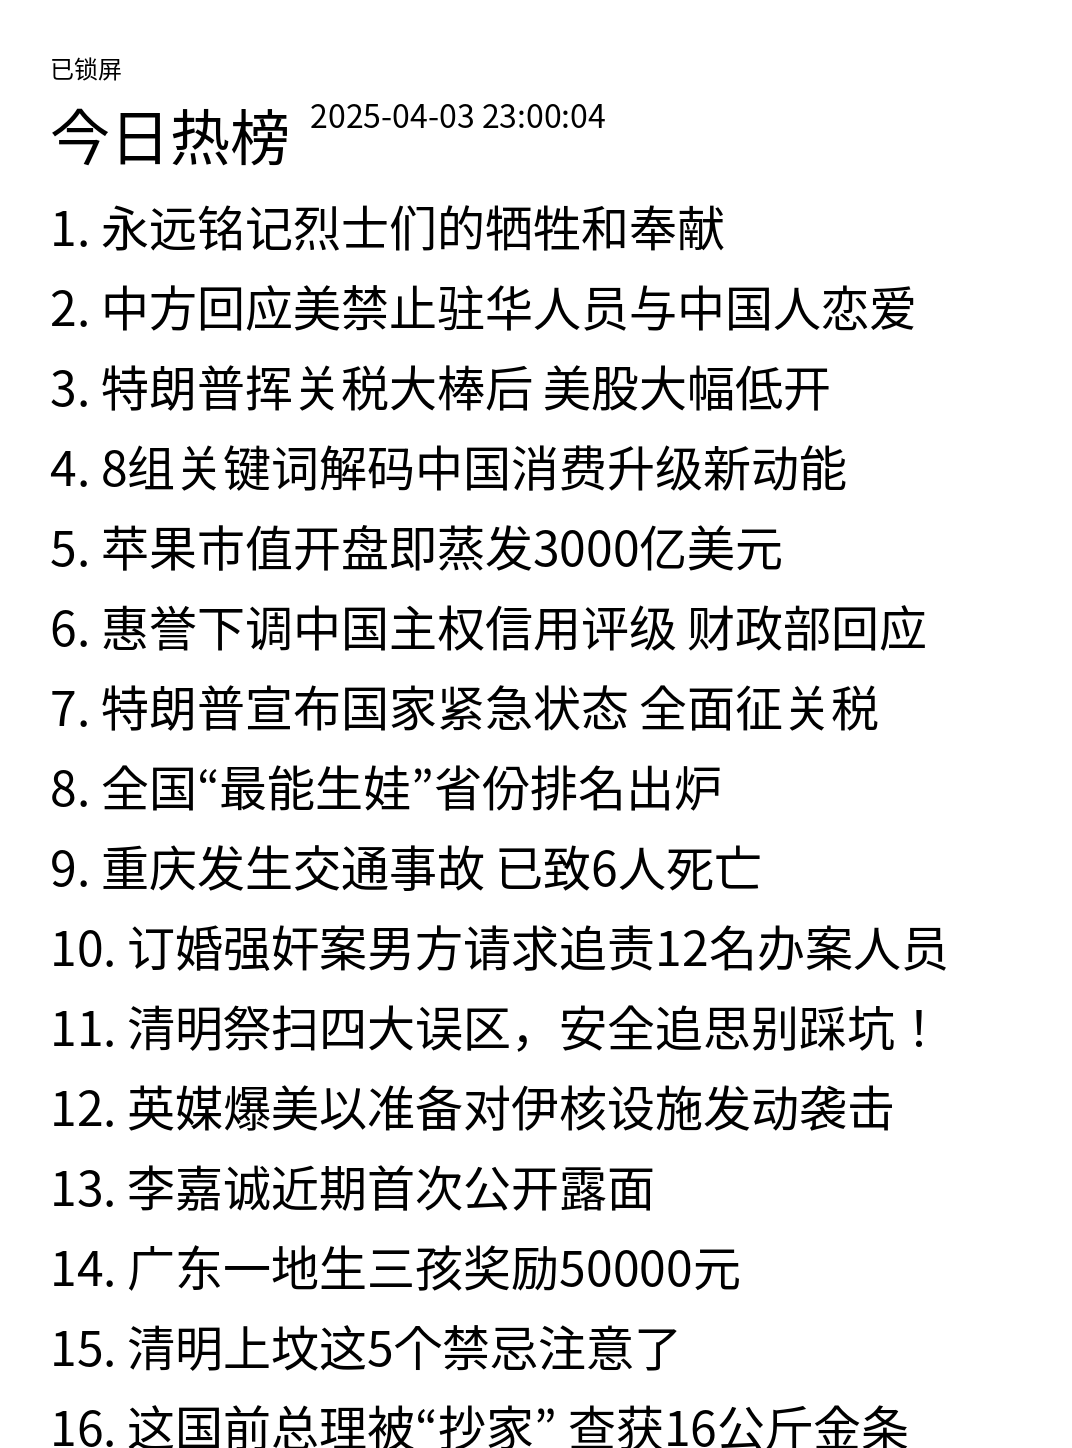 已锁屏
今日热榜 2025-04-03 23:00:04
1. 永远铭记烈士们的牺牲和奉献
2. 中方回应美禁止驻华人员与中国人恋爱
3. 特朗普挥关税大棒后 美股大幅低开
4. 8组关键词解码中国消费升级新动能
5. 苹果市值开盘即蒸发3000亿美元
6. 惠誉下调中国主权信用评级 财政部回应
7. 特朗普宣布国家紧急状态 全面征关税
8. 全国“最能生娃”省份排名出炉
9. 重庆发生交通事故 已致6人死亡
10. 订婚强奸案男方请求追责12名办案人员
11. 清明祭扫四大误区，安全追思别踩坑！
12. 英媒爆美以准备对伊核设施发动袭击
13. 李嘉诚近期首次公开露面
14. 广东一地生三孩奖励50000元
15. 清明上坟这5个禁忌注意了
16. 这国前总理被“抄家” 查获16公斤金条